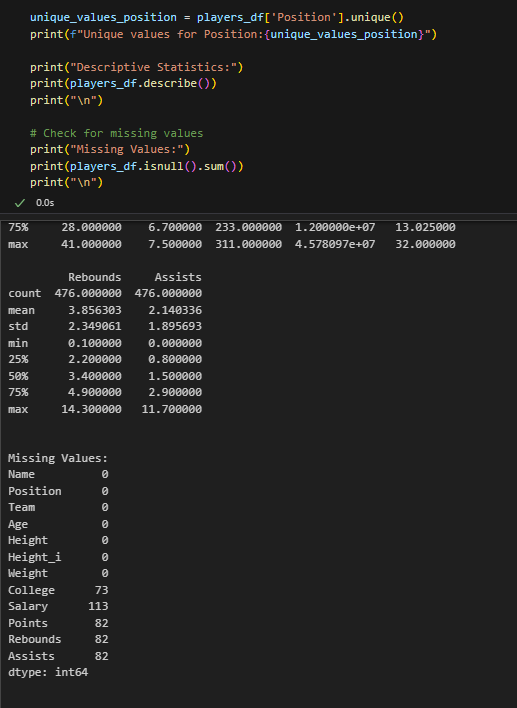 unique_values_position = players_df['Position'].unique()
print(f"Unique values for Position:{unique_values_position}")
print("Descriptive Statistics:")
print(players_df.describe())
print("\n")
# Check for missing values
print("Missing Values:")
print(players_df.isnull().sum())
print("\n")
0.0s
75% 28.000000 6.700000 233.000000 1.200000e+07 13.025000
max 41.000000 7.500000 311.000000 4.578097e+07 32.000000
Rebounds Assists
count 476.000000 476.000000
mean 3.856303 2.140336
std 2.349061 1.895693
min 0.100000 0.000000
25% 2.200000 0.800000
50% 3.400000 1.500000
75% 4.900000 2.900000
max 14.300000 11.700000
Missing Values:
Name 0
Position 0
Team 0
Age 0
Height 0
Height_i 0
Weight 0
College 73
Salary 113
Points 82
Rebounds 82
Assists 82
dtype: int64